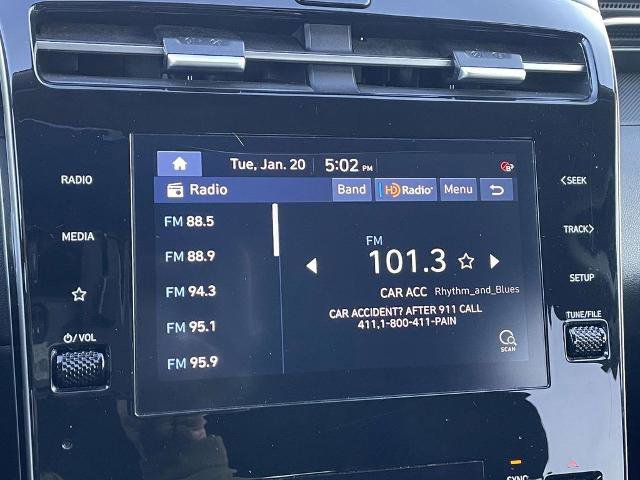 Tue, Jan. 20 5:02 PM
Radio Band HD Radio Menu
RADIO
MEDIA
/VOL
FM 88.5
FM 88.9
FM 94.3
FM 95.1
FM 95.9
FM
101.3
CAR ACC Rhythm_and_Blues
CAR ACCIDENT? AFTER 911 CALL
411,1-800-411-PAIN
SCAN
<SEEK
TRACK>
SETUP
TUNE/FILE
SYNC